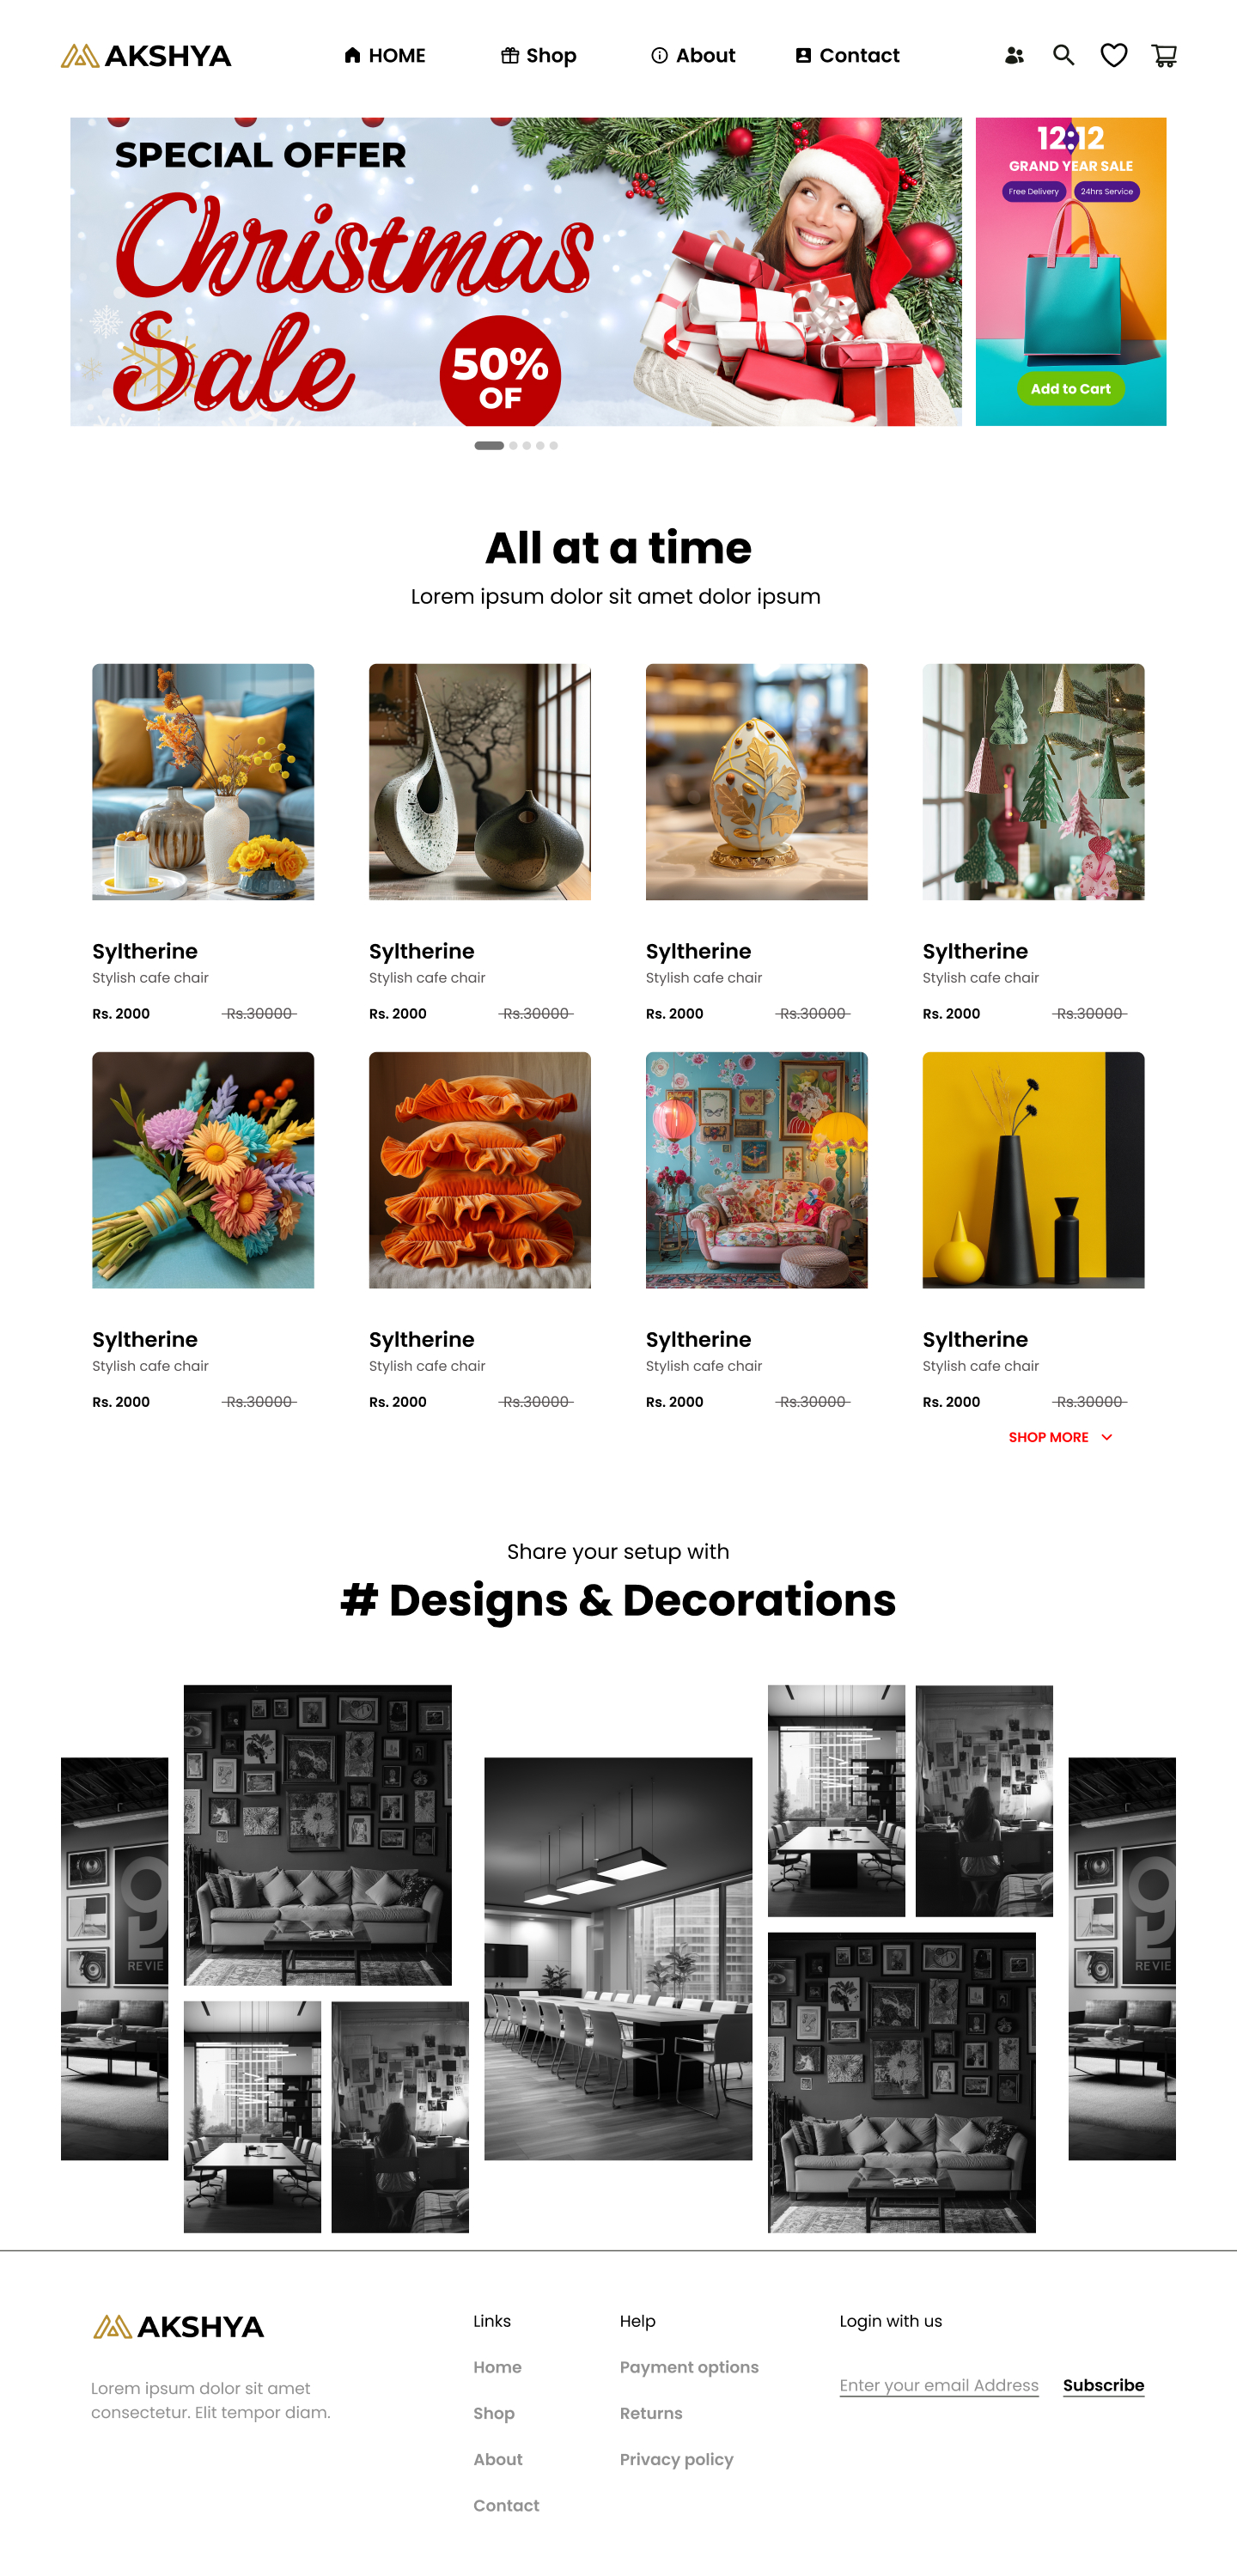 AKSHYA
HOME
Shop
About
Contact
SPECIAL OFFER
Christmas
Sale
50%
OF
12:12
GRAND YEAR SALE
Free Delivery
24hrs Service
Add to Cart
All at a time
Lorem ipsum dolor sit amet dolor ipsum
Syltherine
Stylish cafe chair
Rs. 2000
Rs.30000
Syltherine
Stylish cafe chair
Rs. 2000
Rs.30000
Syltherine
Stylish cafe chair
Rs. 2000
Rs.30000
Syltherine
Stylish cafe chair
Rs. 2000
Rs.30000
Syltherine
Stylish cafe chair
Rs. 2000
Rs.30000
Syltherine
Stylish cafe chair
Rs. 2000
Rs.30000
Syltherine
Stylish cafe chair
Rs. 2000
Rs.30000
Syltherine
Stylish cafe chair
Rs. 2000
Rs.30000
SHOP MORE
Share your setup with
# Designs & Decorations
REVIE
REVIE
AKSHYA
Lorem ipsum dolor sit amet
consectetur. Elit tempor diam.
Links
Home
Shop
About
Contact
Help
Payment options
Returns
Privacy policy
Login with us
Enter your email Address
Subscribe